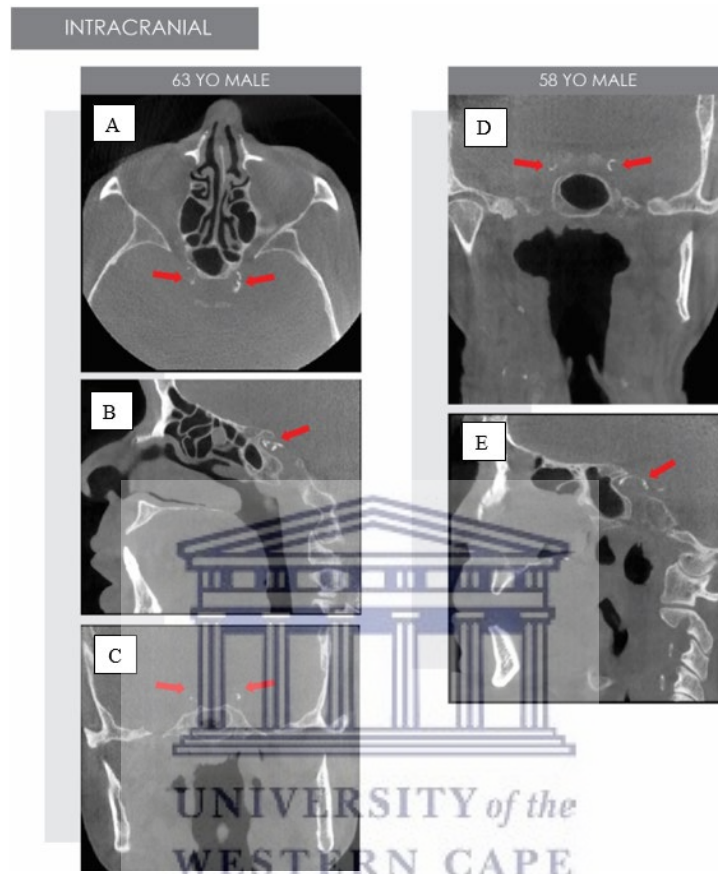 INTRACRANIAL
63 YO MALE
A
B
C
58 YO MALE
D
E
UNIVERSITY of the
WESTERN CAPE